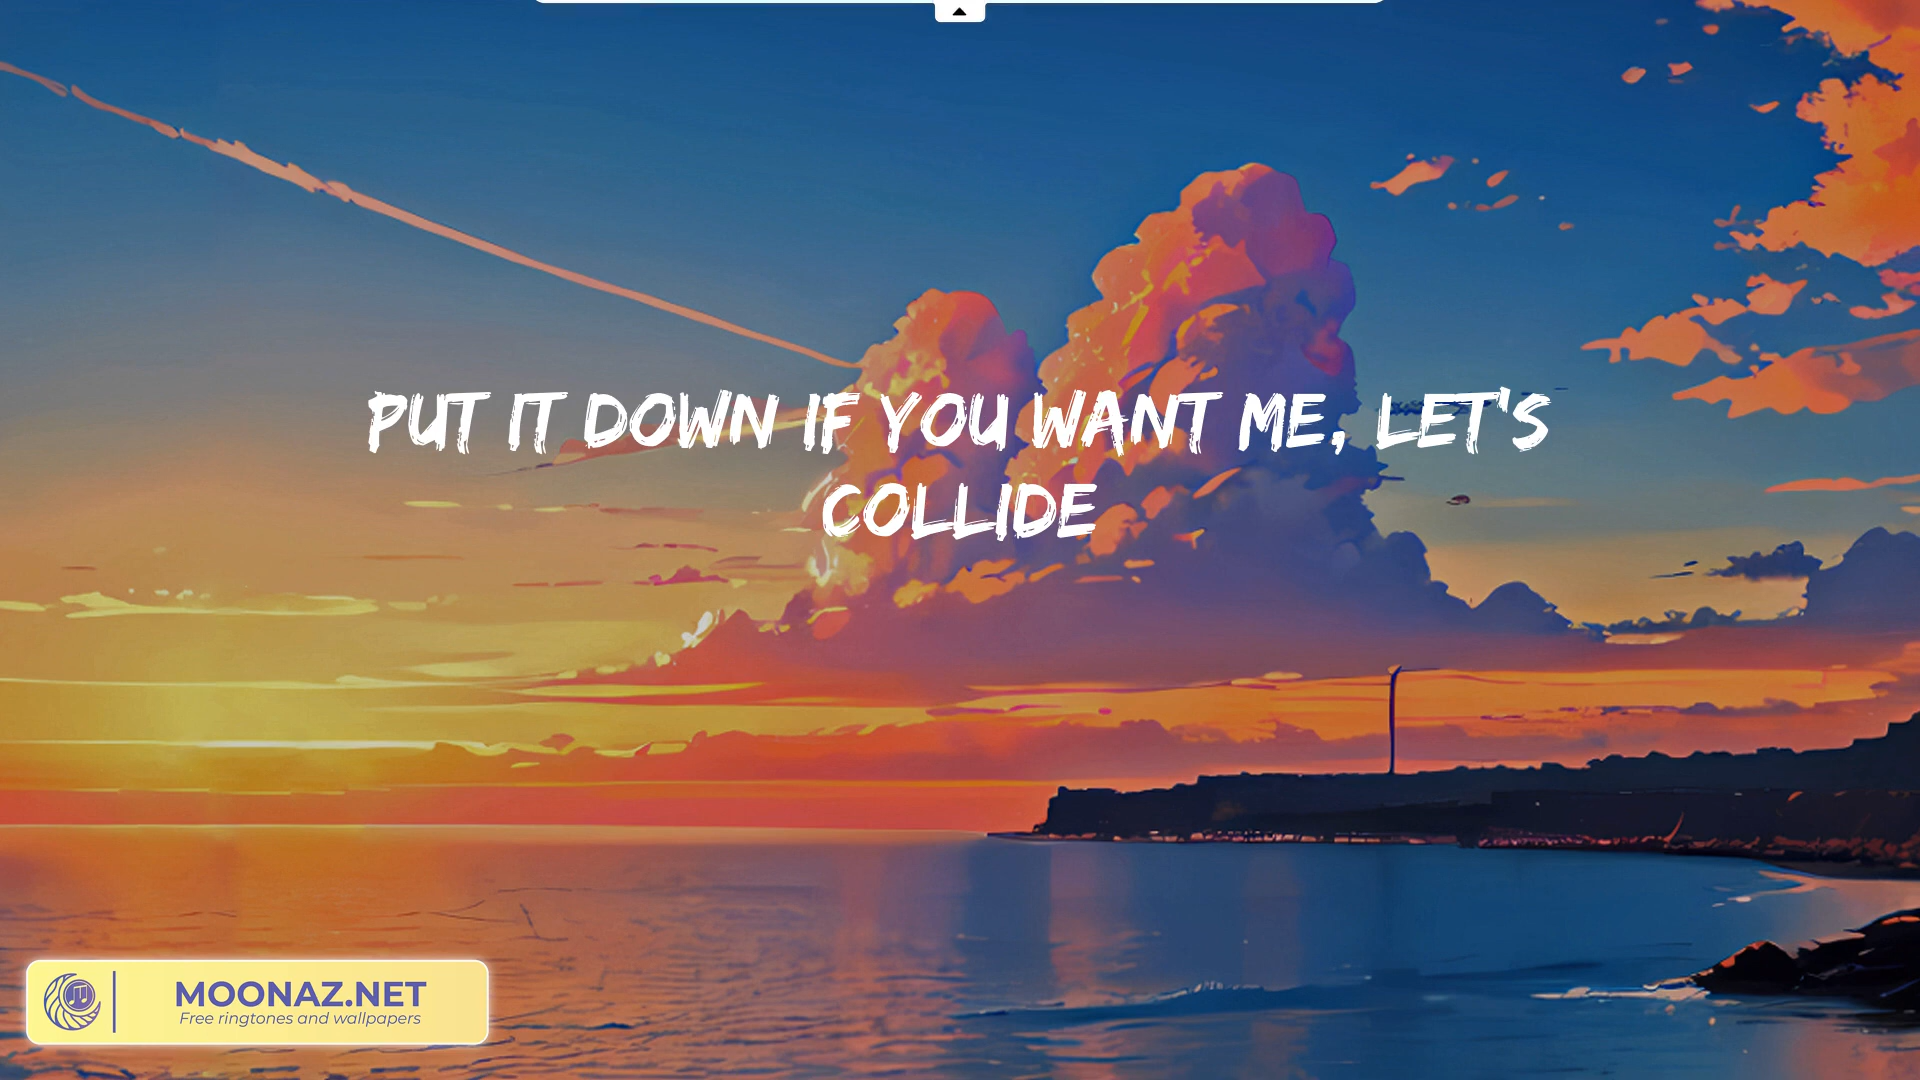 PUT IT DOWN IF YOU WANT ME, LET'S
COLLIDE
MOONAZ.NET
Free ringtones and wallpapers